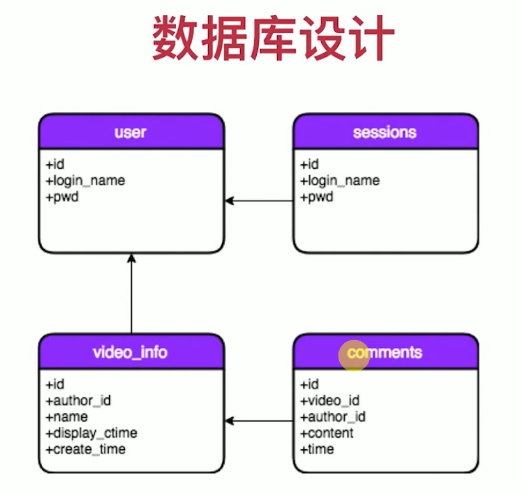 数据库设计
user
+id
+login_name
+pwd
sessions
+id
+login_name
+pwd
video_info
+id
+author_id
+name
+display_ctime
+create_time
comments
+id
+video_id
+author_id
+content
+time